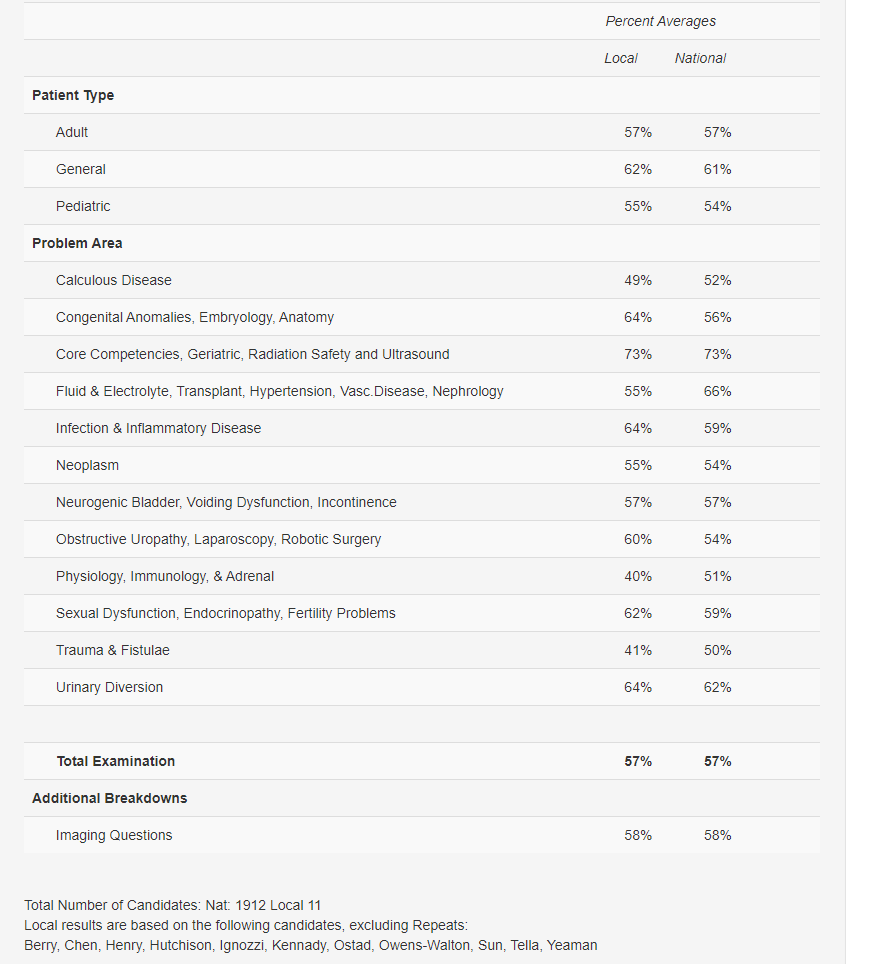 Percent Averages
Local National
Patient Type
Adult 57% 57%
General 62% 61%
Pediatric 55% 54%
Problem Area
Calculous Disease 49% 52%
Congenital Anomalies, Embryology, Anatomy 64% 56%
Core Competencies, Geriatric, Radiation Safety and Ultrasound 73% 73%
Fluid & Electrolyte, Transplant, Hypertension, Vasc.Disease, Nephrology 55% 66%
Infection & Inflammatory Disease 64% 59%
Neoplasm 55% 54%
Neurogenic Bladder, Voiding Dysfunction, Incontinence 57% 57%
Obstructive Uropathy, Laparoscopy, Robotic Surgery 60% 54%
Physiology, Immunology, & Adrenal 40% 51%
Sexual Dysfunction, Endocrinopathy, Fertility Problems 62% 59%
Trauma & Fistulae 41% 50%
Urinary Diversion 64% 62%
Total Examination 57% 57%
Additional Breakdowns
Imaging Questions 58% 58%
Total Number of Candidates: Nat: 1912 Local 11
Local results are based on the following candidates, excluding Repeats:
Berry, Chen, Henry, Hutchison, Ignozzi, Kennady, Ostad, Owens-Walton, Sun, Tella, Yeaman